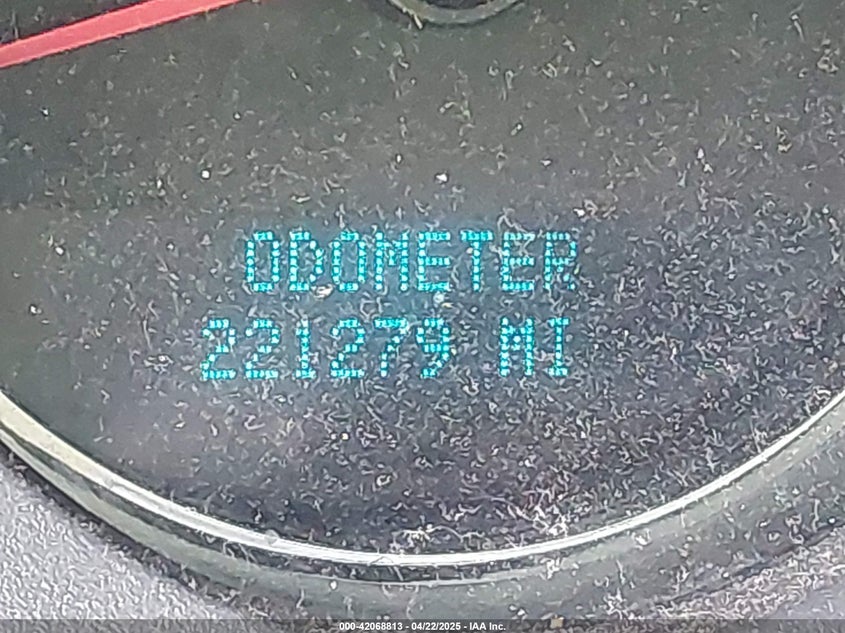 ODOMETER
221279 MI
000-42068813 - 04/22/2025 - IAA Inc.